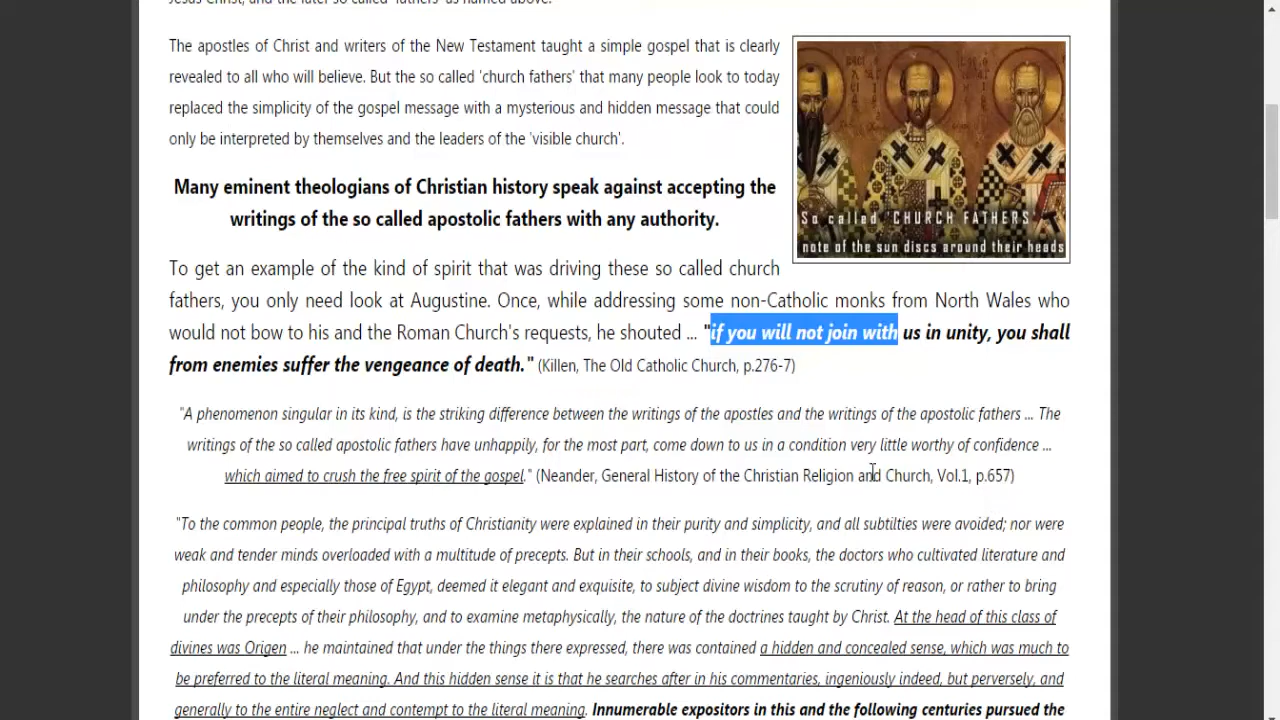 Jesus Christ, and the later so called 'fathers' as named above.
The apostles of Christ and writers of the New Testament taught a simple gospel that is clearly
revealed to all who will believe. But the so called 'church fathers' that many people look to today
replaced the simplicity of the gospel message with a mysterious and hidden message that could
only be interpreted by themselves and the leaders of the 'visible church'.
So called 'CHURCH FATHERS'
note of the sun discs around their heads
Many eminent theologians of Christian history speak against accepting the
writings of the so called apostolic fathers with any authority.
To get an example of the kind of spirit that was driving these so called church
fathers, you only need look at Augustine. Once, while addressing some non-Catholic monks from North Wales who
would not bow to his and the Roman Church's requests, he shouted ... "if you will not join with us in unity, you shall
from enemies suffer the vengeance of death." (Killen, The Old Catholic Church, p.276-7)
"A phenomenon singular in its kind, is the striking difference between the writings of the apostles and the writings of the apostolic fathers ... The
writings of the so called apostolic fathers have unhappily, for the most part, come down to us in a condition very little worthy of confidence ...
which aimed to crush the free spirit of the gospel." (Neander, General History of the Christian Religion and Church, Vol.1, p.657)
"To the common people, the principal truths of Christianity were explained in their purity and simplicity, and all subtilties were avoided; nor were
weak and tender minds overloaded with a multitude of precepts. But in their schools, and in their books, the doctors who cultivated literature and
philosophy and especially those of Egypt, deemed it elegant and exquisite, to subject divine wisdom to the scrutiny of reason, or rather to bring
under the precepts of their philosophy, and to examine metaphysically, the nature of the doctrines taught by Christ. At the head of this class of
divines was Origen ... he maintained that under the things there expressed, there was contained a hidden and concealed sense, which was much to
be preferred to the literal meaning. And this hidden sense it is that he searches after in his commentaries, ingeniously indeed, but perversely, and
generally to the entire neglect and contempt to the literal meaning. Innumerable expositors in this and the following centuries pursued the